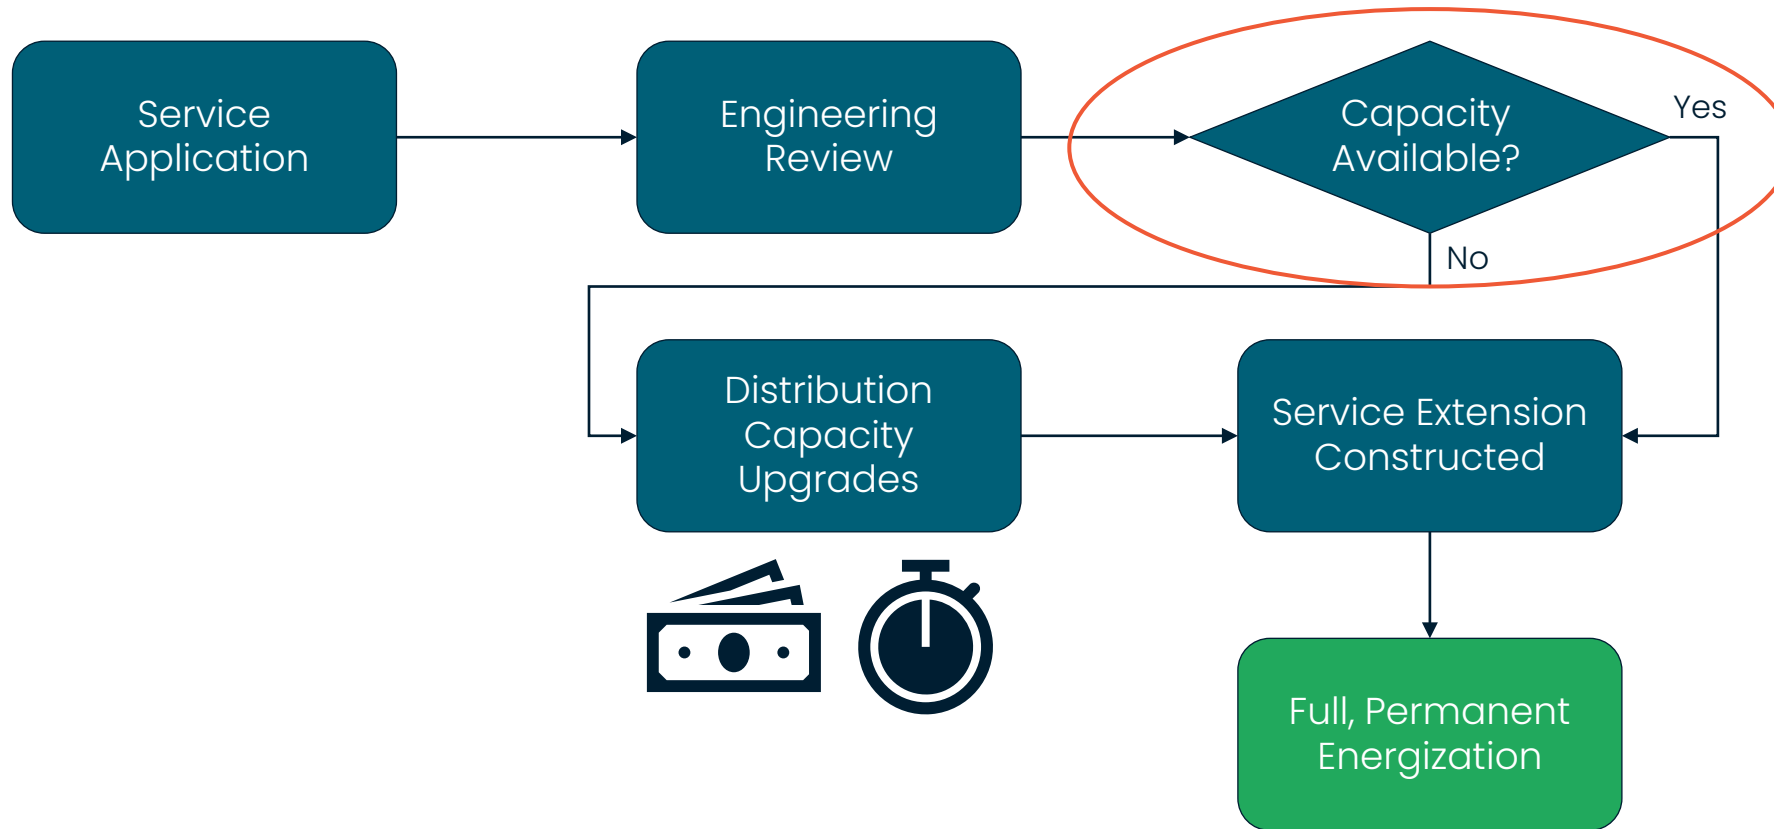 Service
Application
Engineering
Review
Capacity
Available?
Yes
No
Distribution
Capacity
Upgrades
Service Extension
Constructed
Full, Permanent
Energization